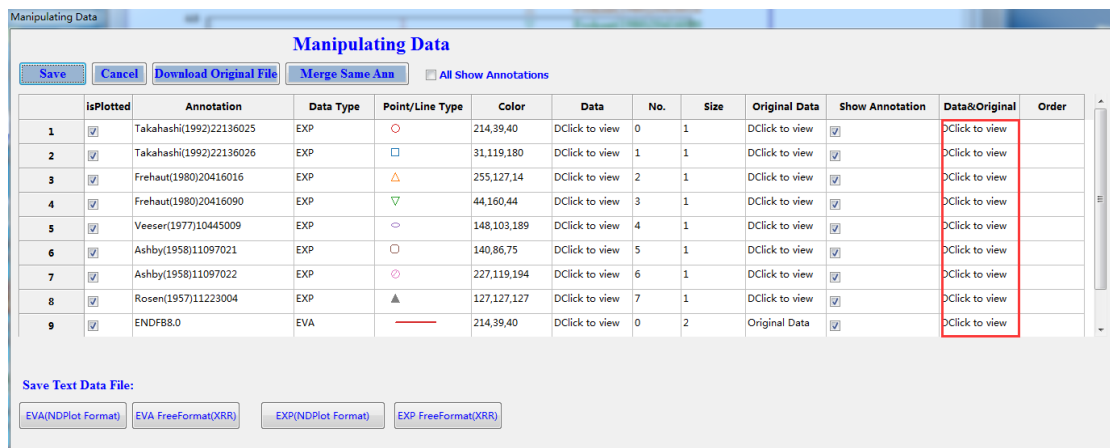 Manipulating Data
Manipulating Data
Save Cancel Download Original File Merge Same Ann All Show Annotations
isPlotted Annotation Data Type Point/Line Type Color Data No. Size Original Data Show Annotation Data&Original Order
1 Takahashi(1992)22136025 EXP 214,39,40 DClick to view 0 1 DClick to view DClick to view
2 Takahashi(1992)22136026 EXP 31,119,180 DClick to view 1 1 DClick to view DClick to view
3 Frehaut(1980)20416016 EXP 255,127,14 DClick to view 2 1 DClick to view DClick to view
4 Frehaut(1980)20416090 EXP 44,160,44 DClick to view 3 1 DClick to view DClick to view
5 Veeser(1977)10445009 EXP 148,103,189 DClick to view 4 1 DClick to view DClick to view
6 Ashby(1958)11097021 EXP 140,86,75 DClick to view 5 1 DClick to view DClick to view
7 Ashby(1958)11097022 EXP 227,119,194 DClick to view 6 1 DClick to view DClick to view
8 Rosen(1957)11223004 EXP 127,127,127 DClick to view 7 1 DClick to view DClick to view
9 ENDFB8.0 EVA 214,39,40 DClick to view 0 2 Original Data DClick to view
Save Text Data File:
EVA(NDPlot Format) EVA FreeFormat(XRR) EXP(NDPlot Format) EXP FreeFormat(XRR)